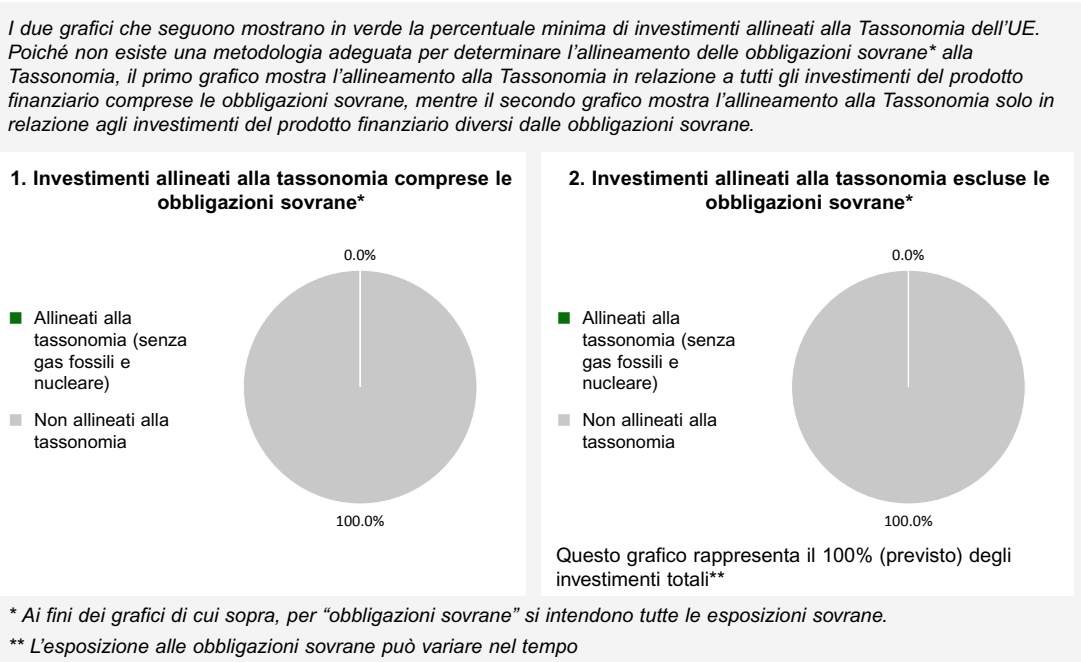 I due grafici che seguono mostrano in verde la percentuale minima di investimenti allineati alla Tassonomia dell'UE.
Poiché non esiste una metodologia adeguata per determinare l'allineamento delle obbligazioni sovrane* alla
Tassonomia, il primo grafico mostra l'allineamento alla Tassonomia in relazione a tutti gli investimenti del prodotto
finanziario comprese le obbligazioni sovrane, mentre il secondo grafico mostra l'allineamento alla Tassonomia solo in
relazione agli investimenti del prodotto finanziario diversi dalle obbligazioni sovrane.
1. Investimenti allineati alla tassonomia comprese le
obbligazioni sovrane*
0.0%
Allineati alla
tassonomia (senza
gas fossili e
nucleare)
Non allineati alla
tassonomia
100.0%
2. Investimenti allineati alla tassonomia escluse le
obbligazioni sovrane*
0.0%
Allineati alla
tassonomia (senza
gas fossili e
nucleare)
Non allineati alla
tassonomia
100.0%
Questo grafico rappresenta il 100% (previsto) degli
investimenti totali**
* Ai fini dei grafici di cui sopra, per "obbligazioni sovrane" si intendono tutte le esposizioni sovrane.
** L'esposizione alle obbligazioni sovrane può variare nel tempo